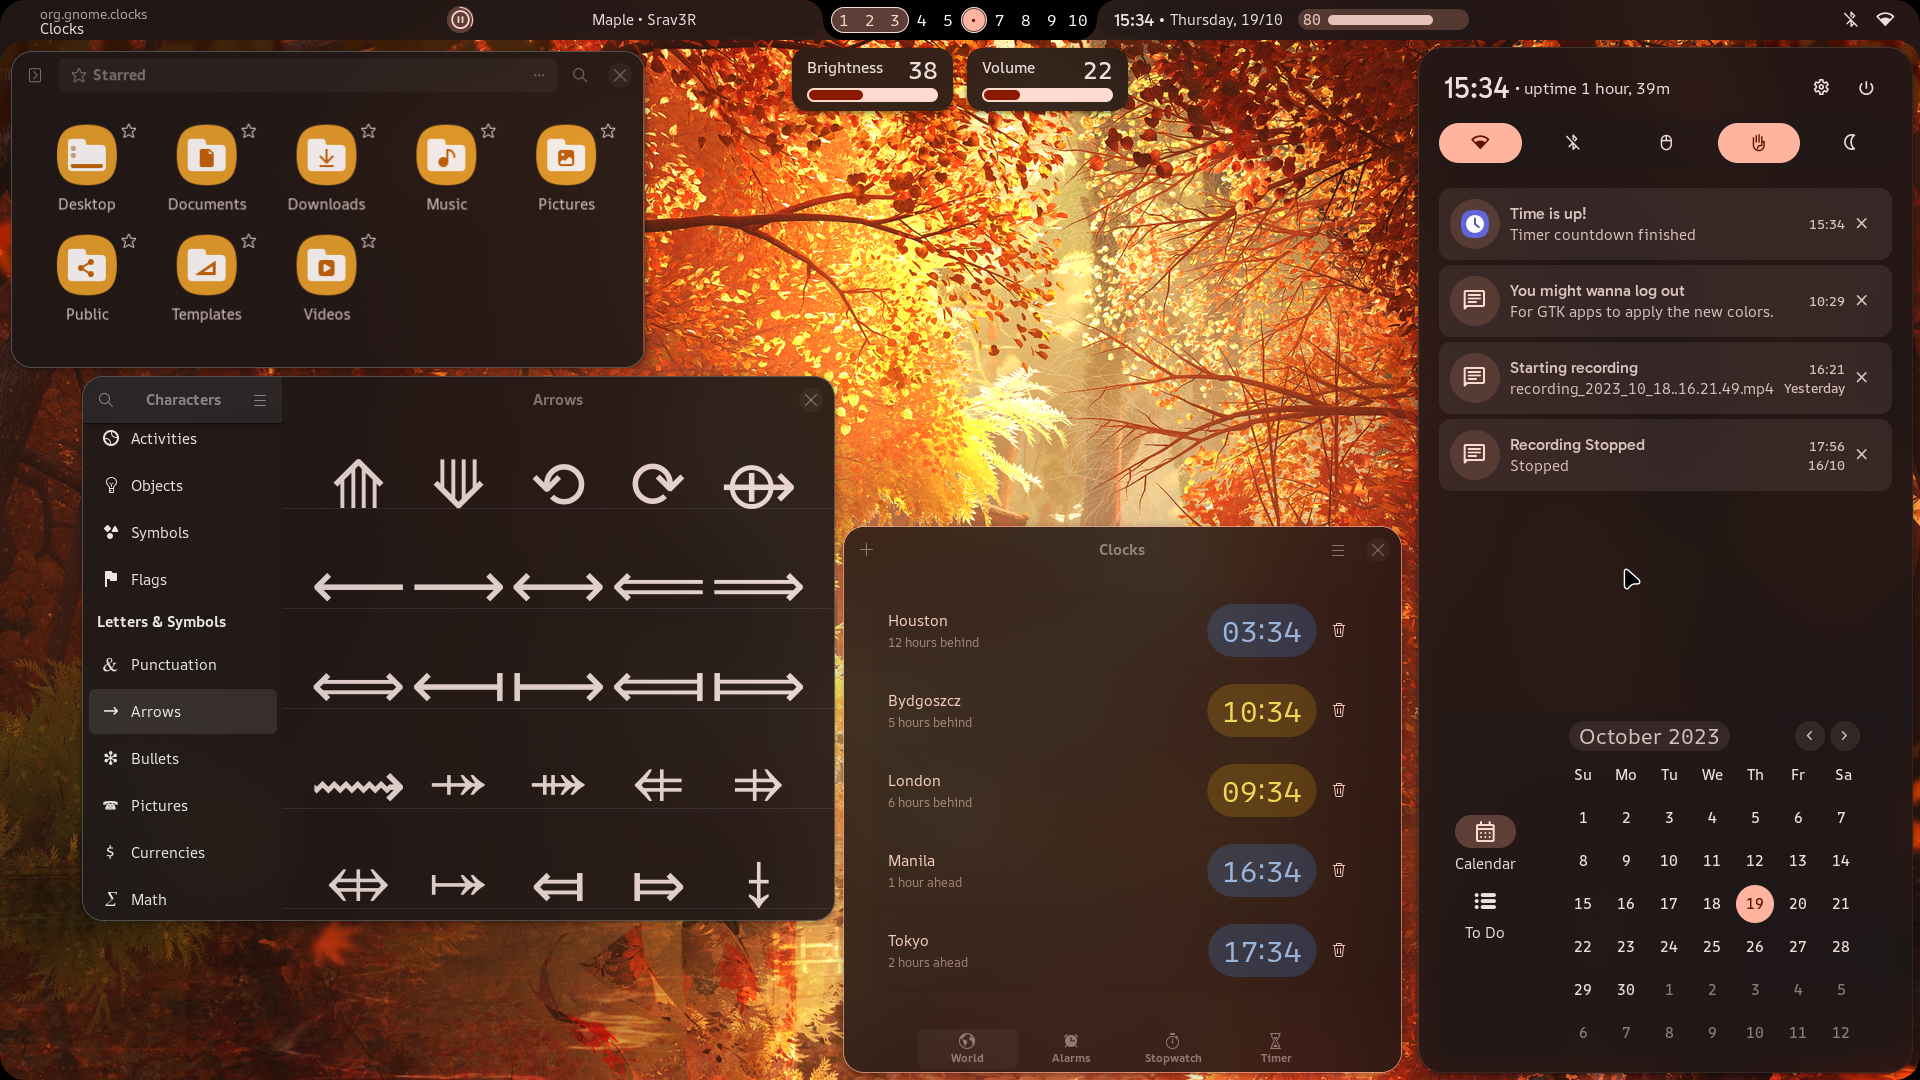 org.gnome.clocks
Clocks
Maple • Srav3R
1 2 3 4 5 • 7 8 9 10
15:34 • Thursday, 19/10
80
Starred
Desktop
Documents
Downloads
Music
Pictures
Public
Templates
Videos
Brightness 38
Volume 22
Characters
Arrows
Activities
Objects
Symbols
Flags
Letters & Symbols
& Punctuation
→ Arrows
Bullets
Pictures
$ Currencies
Σ Math
Clocks
Houston
12 hours behind
03:34
Bydgoszcz
5 hours behind
10:34
London
6 hours behind
09:34
Manila
1 hour ahead
16:34
Tokyo
2 hours ahead
17:34
World
Alarms
Stopwatch
Timer
15:34 • uptime 1 hour, 39m
Time is up!
Timer countdown finished
15:34
You might wanna log out
For GTK apps to apply the new colors.
10:29
Starting recording
recording_2023_10_18..16.21.49.mp4
16:21
Yesterday
Recording Stopped
Stopped
17:56
16/10
Calendar
To Do
October 2023
Su Mo Tu We Th Fr Sa
1 2 3 4 5 6 7
8 9 10 11 12 13 14
15 16 17 18 19 20 21
22 23 24 25 26 27 28
29 30 1 2 3 4 5
6 7 8 9 10 11 12